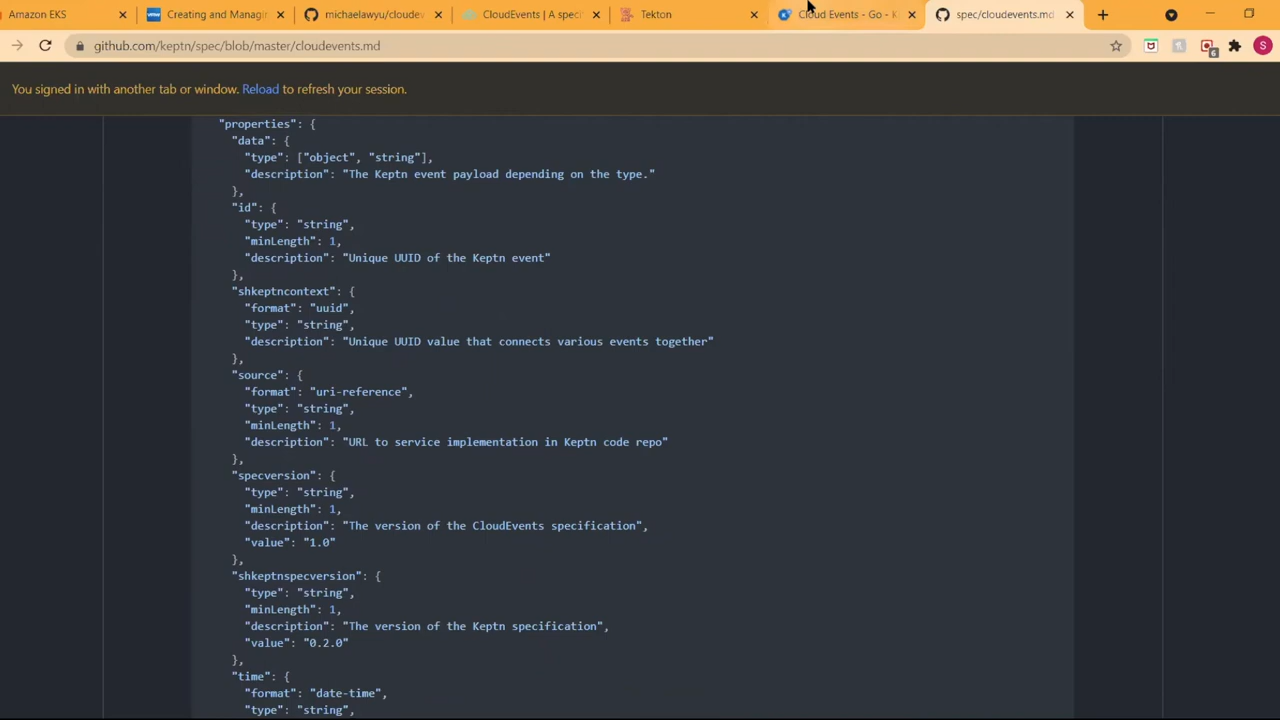 Amazon EKS
Creating and Managin
michaelawyu/cloudev
CloudEvents | A speci
Tekton
Cloud Events - Go - K
spec/cloudevents.md
github.com/keptn/spec/blob/master/cloudevents.md
6
S
You signed in with another tab or window. Reload to refresh your session.
"properties": {
"data": {
"type": ["object", "string"],
"description": "The Keptn event payload depending on the type."
},
"id": {
"type": "string",
"minLength": 1,
"description": "Unique UUID of the Keptn event"
},
"shkeptncontext": {
"format": "uuid",
"type": "string",
"description": "Unique UUID value that connects various events together"
},
"source": {
"format": "uri-reference",
"type": "string",
"minLength": 1,
"description": "URL to service implementation in Keptn code repo"
},
"specversion": {
"type": "string",
"minLength": 1,
"description": "The version of the CloudEvents specification",
"value": "1.0"
},
"shkeptnspecversion": {
"type": "string",
"minLength": 1,
"description": "The version of the Keptn specification",
"value": "0.2.0"
},
"time": {
"format": "date-time",
"type": "string",